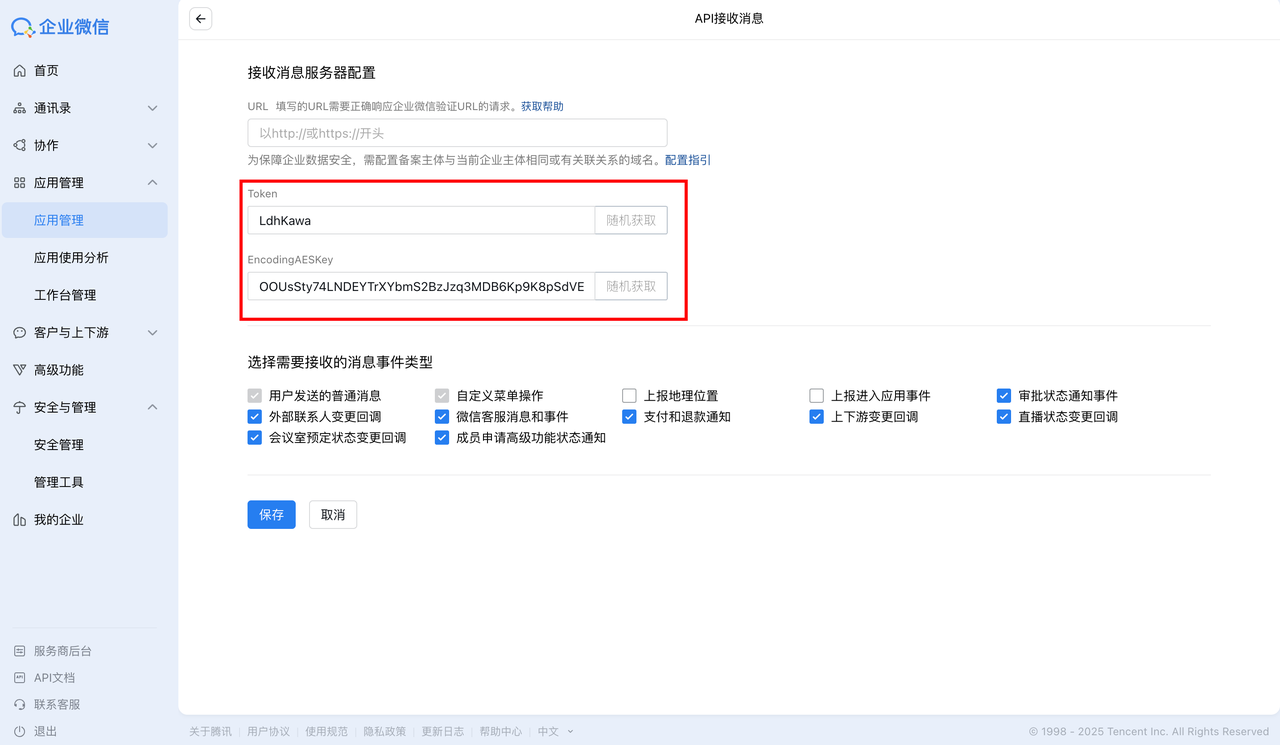 企业微信
首页
通讯录
协作
应用管理
应用管理
应用使用分析
工作台管理
客户与上下游
高级功能
安全与管理
安全管理
管理工具
我的企业
服务商后台
API文档
联系客服
退出
API接收消息
接收消息服务器配置
URL 填写的URL需要正确响应企业微信验证URL的请求。获取帮助
以http://或https://开头
为保障企业数据安全，需配置备案主体与当前企业主体相同或有关联关系的域名。配置指引
Token
LdhKawa 随机获取
EncodingAESKey
OOUsSty74LNDEYTrXYbmS2BzJzq3MDB6Kp9K8pSdVE 随机获取
选择需要接收的消息事件类型
用户发送的普通消息 自定义菜单操作 上报地理位置 上报进入应用事件 审批状态通知事件
外部联系人变更回调 微信客服消息和事件 支付和退款通知 上下游变更回调 直播状态变更回调
会议室预定状态变更回调 成员申请高级功能状态通知
保存 取消
关于腾讯 用户协议 使用规范 隐私政策 更新日志 帮助中心 中文 © 1998 - 2025 Tencent Inc. All Rights Reserved